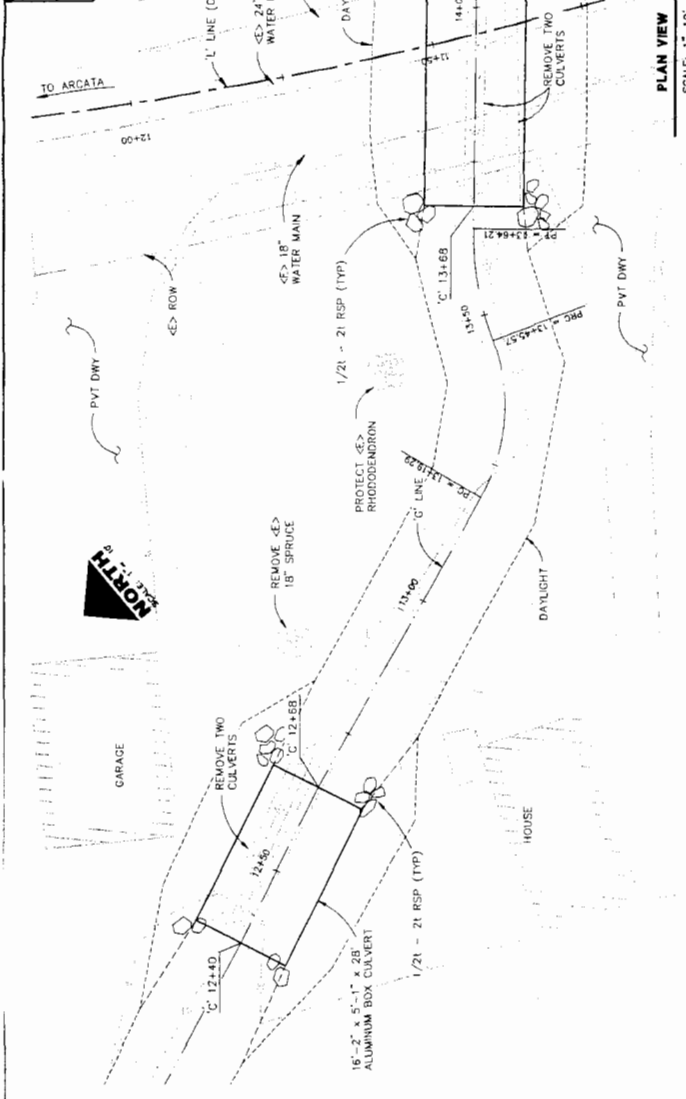 TO ARCATA
'L' LINE
<E> 24"
WATER
12+00
12+50
14+0
REMOVE TWO
CULVERTS
PLAN VIEW
PVT DWY
<E> ROW
<E> 18"
WATER MAIN
1/2t - 2t RSP (TYP)
'C' 13+68
13+64.21
PRC = 13+45.57
13+50
PVT DWY
NORTH
SCALE: 1"= 10'
REMOVE <E>
18" SPRUCE
PROTECT <E>
RHODODENDRON
PC = 13+19.29
'C' LINE
13+00
DAYLIGHT
GARAGE
REMOVE TWO
CULVERTS
'C' 12+68
12+50
'C' 12+40
HOUSE
1/2t - 2t RSP (TYP)
16'-2" x 5'-1" x 28'
ALUMINUM BOX CULVERT